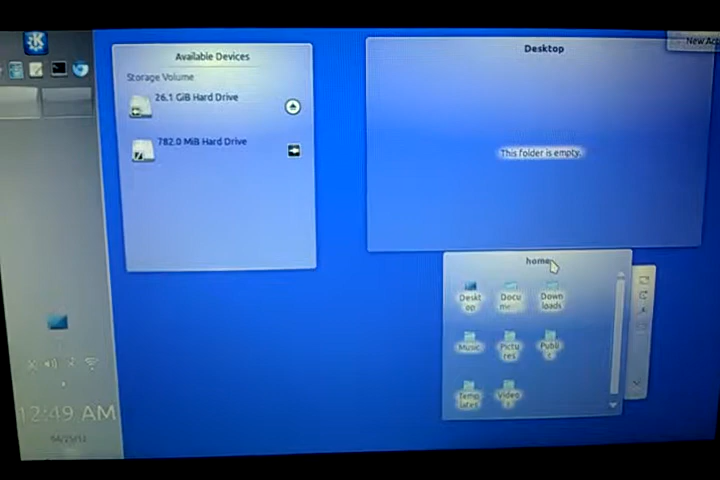 New Act
Desktop
Available Devices
Storage Volume
26.1 GiB Hard Drive
782.0 MiB Hard Drive
This folder is empty.
home
Deskt
op
Docu
me...
Down
loads
Music
Pictu
res
Publi
c
Temp
lates
Video
s
12:49 AM